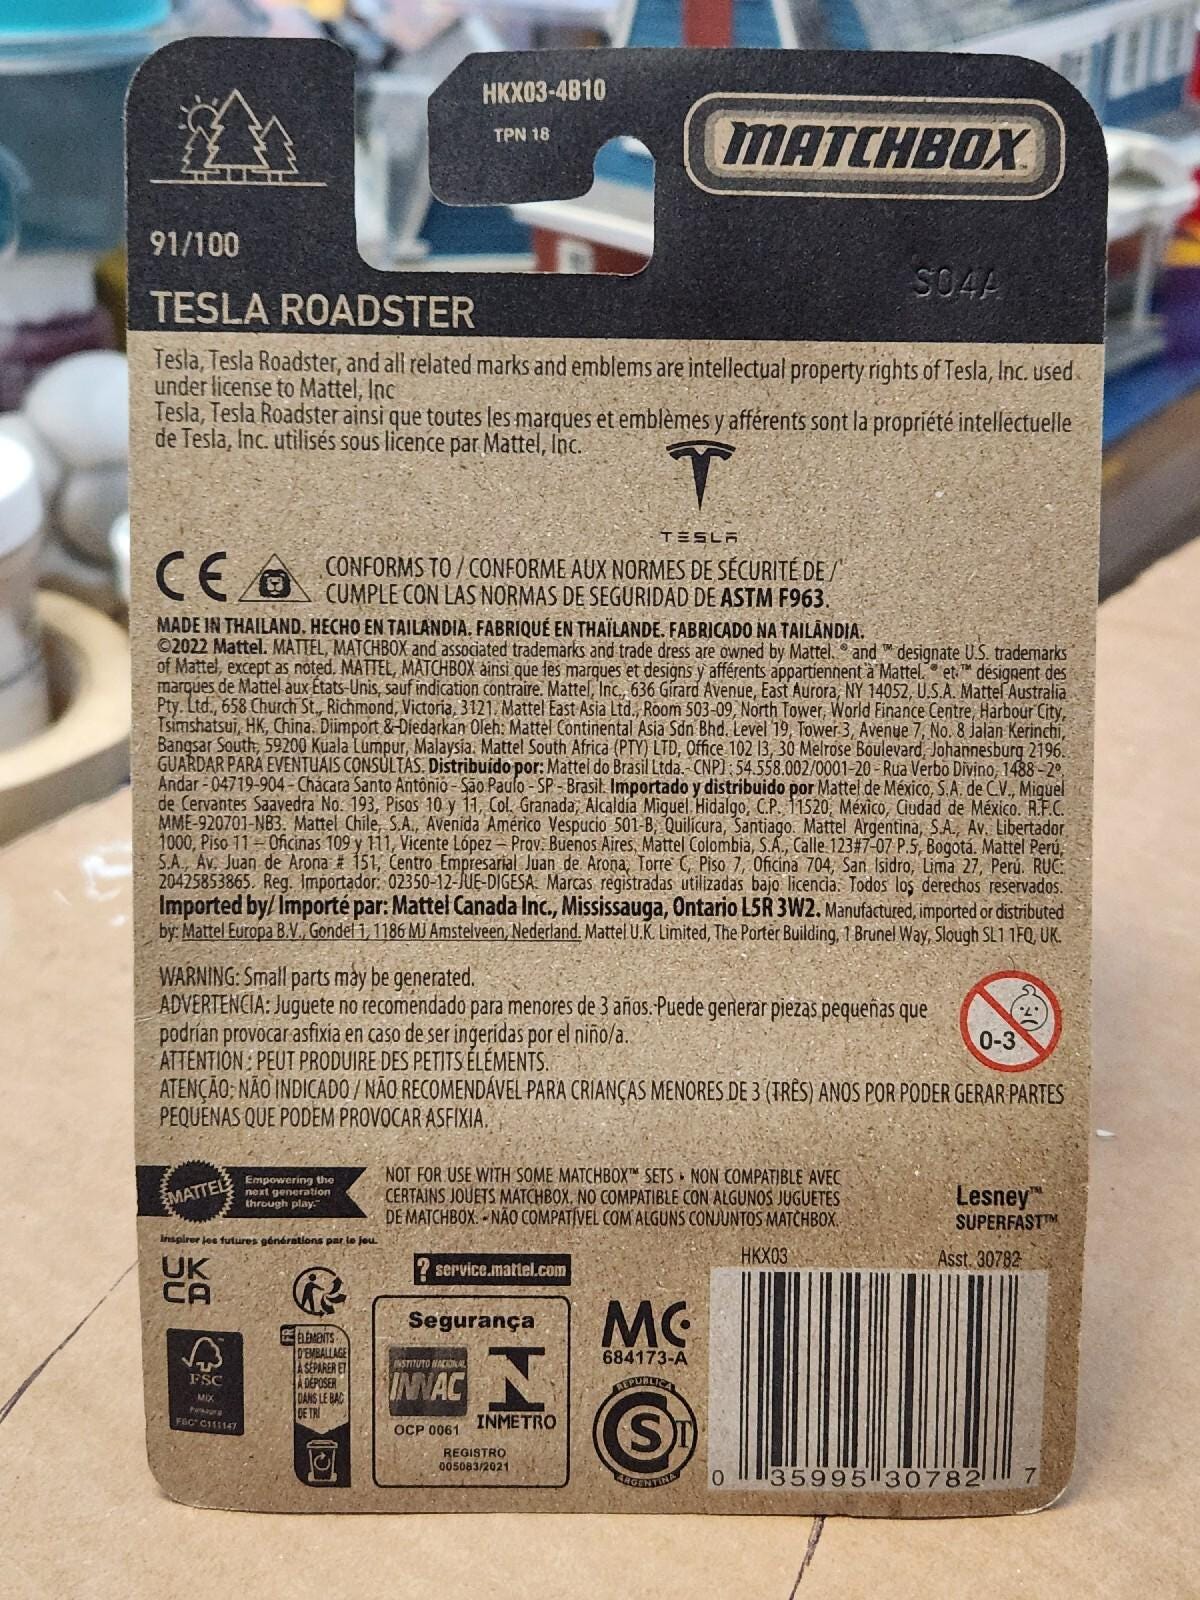 HKX03-4B10
TPN 18
MATCHBOX™
91/100
S04A
TESLA ROADSTER
Tesla, Tesla Roadster, and all related marks and emblems are intellectual property rights of Tesla, Inc. used
under license to Mattel, Inc
Tesla, Tesla Roadster ainsi que toutes les marques et emblèmes y afférents sont la propriété intellectuelle
de Tesla, Inc. utilisés sous licence par Mattel, Inc.
TESLA
CE
CONFORMS TO / CONFORME AUX NORMES DE SÉCURITÉ DE /
CUMPLE CON LAS NORMAS DE SEGURIDAD DE ASTM F963.
MADE IN THAILAND. HECHO EN TAILANDIA. FABRIQUÉ EN THAÏLANDE. FABRICADO NA TAILÂNDIA.
©2022 Mattel. MATTEL, MATCHBOX and associated trademarks and trade dress are owned by Mattel. ® and ™ designate U.S. trademarks
of Mattel, except as noted. MATTEL, MATCHBOX ainsi que les marques et designs y afférents appartiennent à Mattel. ® et ™ désignent des
marques de Mattel aux États-Unis, sauf indication contraire. Mattel, Inc., 636 Girard Avenue, East Aurora, NY 14052, U.S.A. Mattel Australia
Pty. Ltd., 658 Church St., Richmond, Victoria, 3121. Mattel East Asia Ltd., Room 503-09, North Tower, World Finance Centre, Harbour City,
Tsimshatsui, HK, China. Diimport & Diedarkan Oleh: Mattel Continental Asia Sdn Bhd. Level 19, Tower 3, Avenue 7, No. 8 Jalan Kerinchi,
Bangsar South, 59200 Kuala Lumpur, Malaysia. Mattel South Africa (PTY) LTD, Office 102 I3, 30 Melrose Boulevard, Johannesburg 2196.
GUARDAR PARA EVENTUAIS CONSULTAS. Distribuído por: Mattel do Brasil Ltda.- CNPJ : 54.558.002/0001-20 - Rua Verbo Divino, 1488 -2º.
Andar - 04719-904 - Chácara Santo Antônio - São Paulo - SP - Brasil. Importado y distribuido por Mattel de México, S.A. de C.V., Miguel
de Cervantes Saavedra No. 193, Pisos 10 y 11, Col. Granada, Alcaldía Miguel Hidalgo, C.P. 11520, México, Ciudad de México. R.F.C.
MME-920701-NB3. Mattel Chile, S.A., Avenida Américo Vespucio 501-B, Quilicura, Santiago. Mattel Argentina, S.A., Av. Libertador
1000, Piso 11 – Oficinas 109 y 111, Vicente López – Prov. Buenos Aires. Mattel Colombia, S.A., Calle 123#7-07 P.5, Bogotá. Mattel Perú,
S.A., Av. Juan de Arona # 151, Centro Empresarial Juan de Arona, Torre C, Piso 7, Oficina 704, San Isidro, Lima 27, Perú. RUC:
20425853865. Reg. Importador: 02350-12-JUE-DIGESA. Marcas registradas utilizadas bajo licencia. Todos los derechos reservados.
Imported by/ Importé par: Mattel Canada Inc., Mississauga, Ontario L5R 3W2. Manufactured, imported or distributed
by: Mattel Europa B.V., Gondel 1, 1186 MJ Amstelveen, Nederland. Mattel U.K. Limited, The Porter Building, 1 Brunel Way, Slough SL1 1FQ, UK.
WARNING: Small parts may be generated.
ADVERTENCIA: Juguete no recomendado para menores de 3 años. Puede generar piezas pequeñas que
podrían provocar asfixia en caso de ser ingeridas por el niño/a.
ATTENTION : PEUT PRODUIRE DES PETITS ÉLÉMENTS.
ATENÇÃO: NÃO INDICADO / NÃO RECOMENDÁVEL PARA CRIANÇAS MENORES DE 3 (TRÊS) ANOS POR PODER GERAR PARTES
PEQUENAS QUE PODEM PROVOCAR ASFIXIA.
0-3
MATTEL
Empowering the
next generation
through play.™
Inspirer les futures générations par le jeu.
NOT FOR USE WITH SOME MATCHBOX™ SETS • NON COMPATIBLE AVEC
CERTAINS JOUETS MATCHBOX. NO COMPATIBLE CON ALGUNOS JUGUETES
DE MATCHBOX. • NÃO COMPATÍVEL COM ALGUNS CONJUNTOS MATCHBOX.
Lesney™
SUPERFAST™
UK
CA
FSC™
MIX
Packaging
FSC® C111147
FR
ÉLÉMENTS
D'EMBALLAGE
À SÉPARER ET
À DÉPOSER
DANS LE BAC
DE TRI
? service.mattel.com
Segurança
INSTITUTO NACIONAL
INNAC
OCP 0061
INMETRO
REGISTRO
005083/2021
MC
684173-A
REPUBLICA
S T
ARGENTINA
HKX03
Asst. 30782
0 35995 30782 7